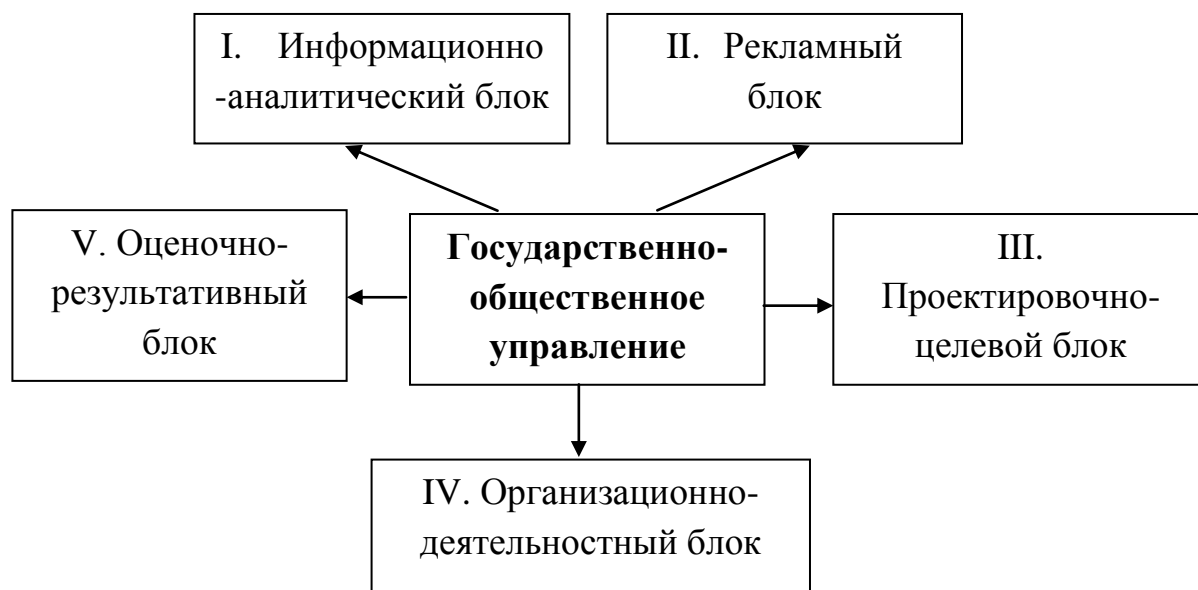 I. Информационно
-аналитический блок
II. Рекламный
блок
V. Оценочно-
результативный
блок
Государственно-
общественное
управление
III.
Проектировочно-
целевой блок
IV. Организационно-
деятельностный блок